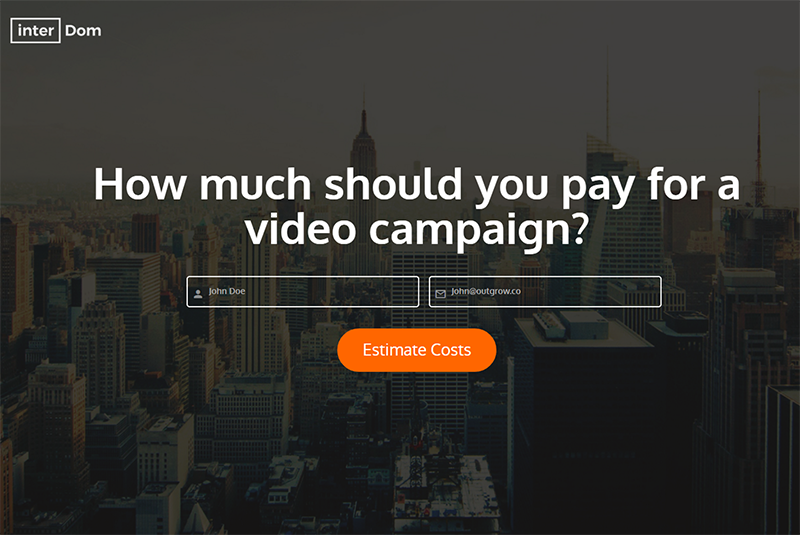 inter Dom
How much should you pay for a
video campaign?
John Doe
John@outgrow.co
Estimate Costs